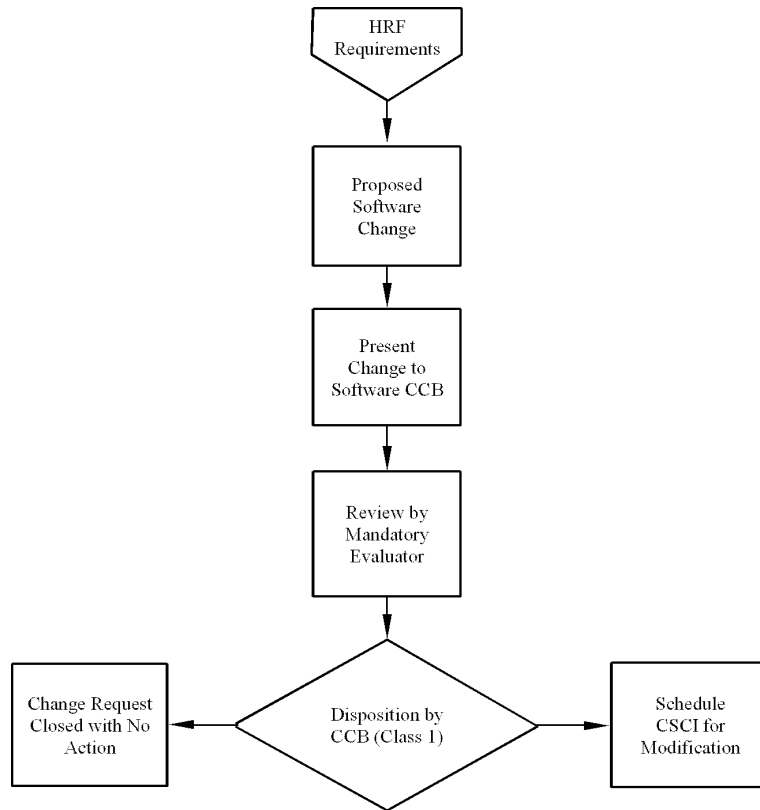 HRF
Requirements
Proposed
Software
Change
Present
Change to
Software CCB
Review by
Mandatory
Evaluator
Change Request
Closed with No
Action
Disposition by
CCB (Class 1)
Schedule
CSCI for
Modification